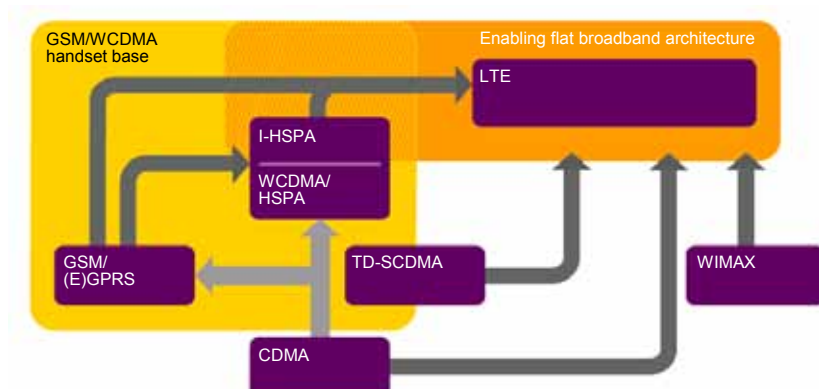 GSM/WCDMA
handset base
Enabling flat broadband architecture
LTE
I-HSPA
WCDMA/
HSPA
GSM/
(E)GPRS
TD-SCDMA
WIMAX
CDMA